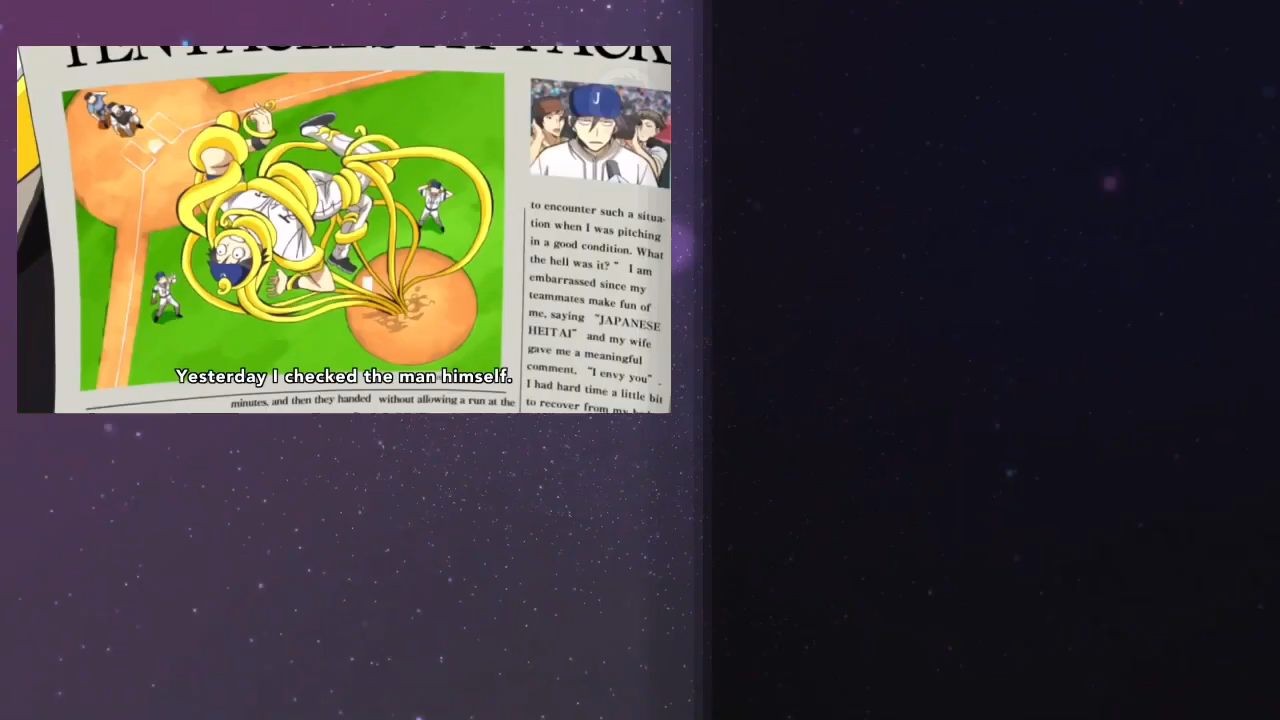 TENTACLES ATTACK
J
to encounter such a situa-
tion when I was pitching
in a good condition. What
the hell was it?" I am
embarrassed since my
teammates make fun of
me, saying "JAPANESE
HEITAI" and my wife
gave me a meaningful
comment, "I envy you".
I had hard time a little bit
to recover from my
Yesterday I checked the man himself.
minutes, and then they handed without allowing a run at the